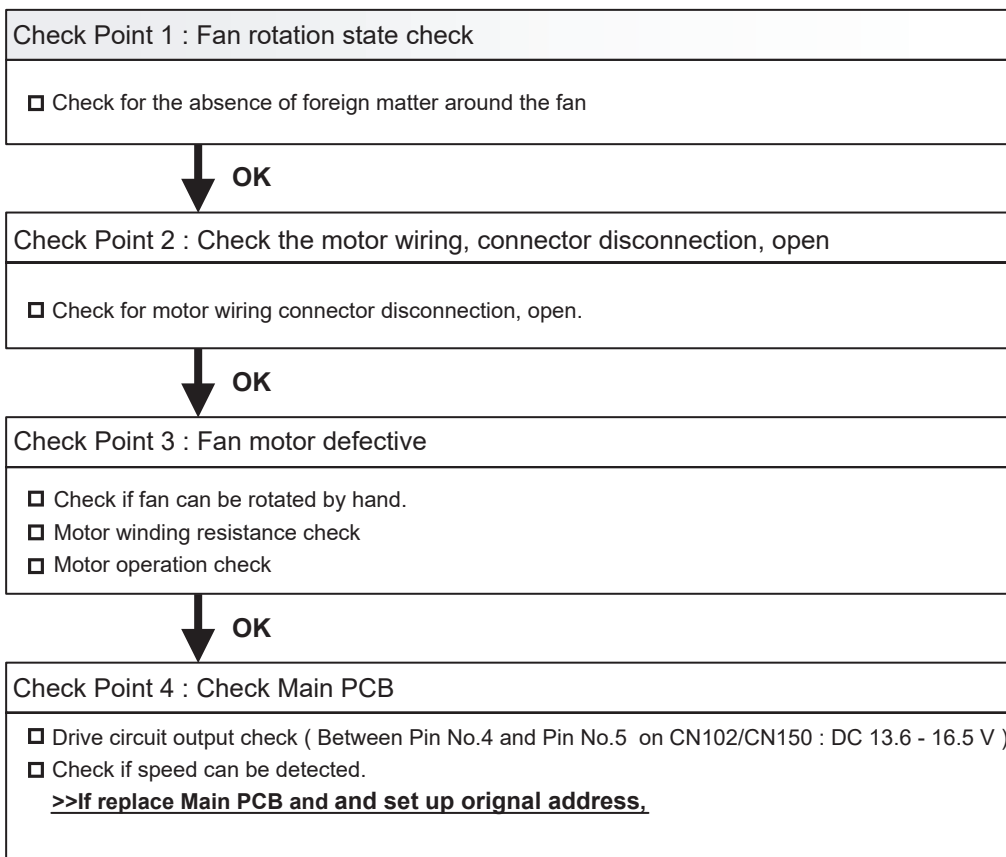 Check Point 1 : Fan rotation state check
Check for the absence of foreign matter around the fan
OK
Check Point 2 : Check the motor wiring, connector disconnection, open
Check for motor wiring connector disconnection, open.
OK
Check Point 3 : Fan motor defective
Check if fan can be rotated by hand.
Motor winding resistance check
Motor operation check
OK
Check Point 4 : Check Main PCB
Drive circuit output check ( Between Pin No.4 and Pin No.5 on CN102/CN150 : DC 13.6 - 16.5 V )
Check if speed can be detected.
>>If replace Main PCB and and set up orignal address,